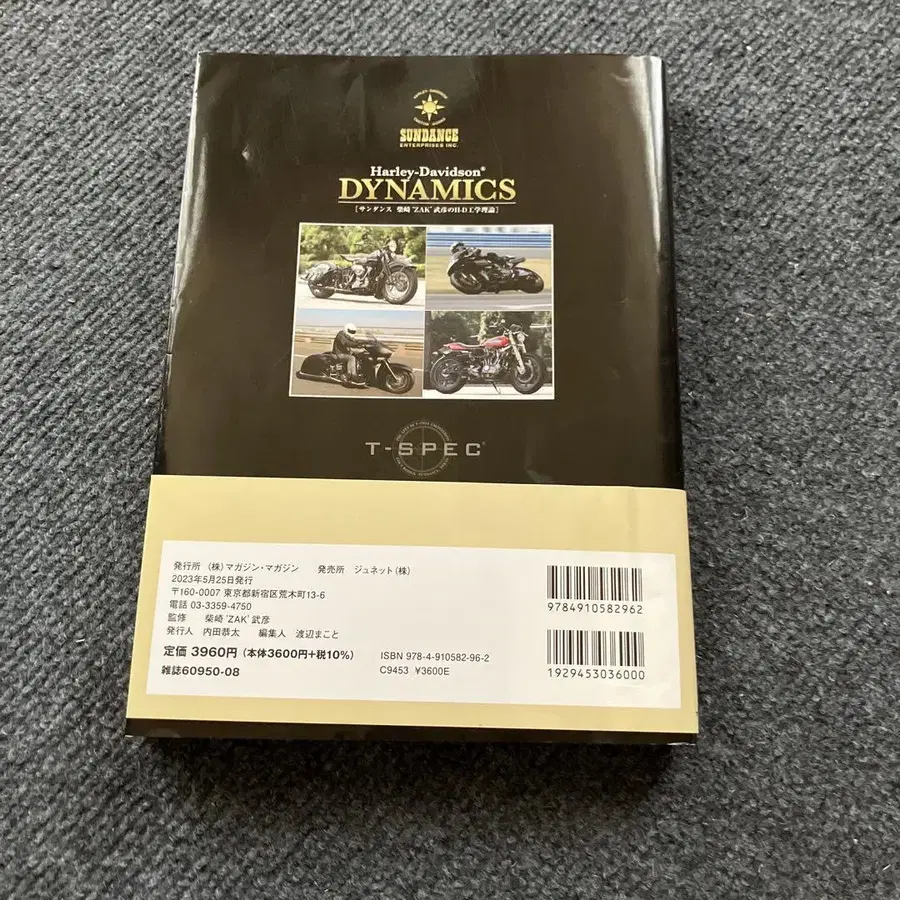 SUNDANCE
ENTERPRISES INC.
Harley-Davidson®
DYNAMICS
[サンダンス 柴崎"ZAK"武彦のH-D工学理論]
T-SPEC
発行所 (株)マガジン・マガジン 発売所 ジュネット(株)
2023年5月25日発行
〒160-0007 東京都新宿区荒木町13-6
電話 03-3359-4750
監修 柴崎'ZAK'武彦
発行人 内田恭太 編集人 渡辺まこと
定価 3960円(本体3600円+税10%)
雑誌60950-08
ISBN 978-4-910582-96-2
C9453 ¥3600E
9784910582962
1929453036000